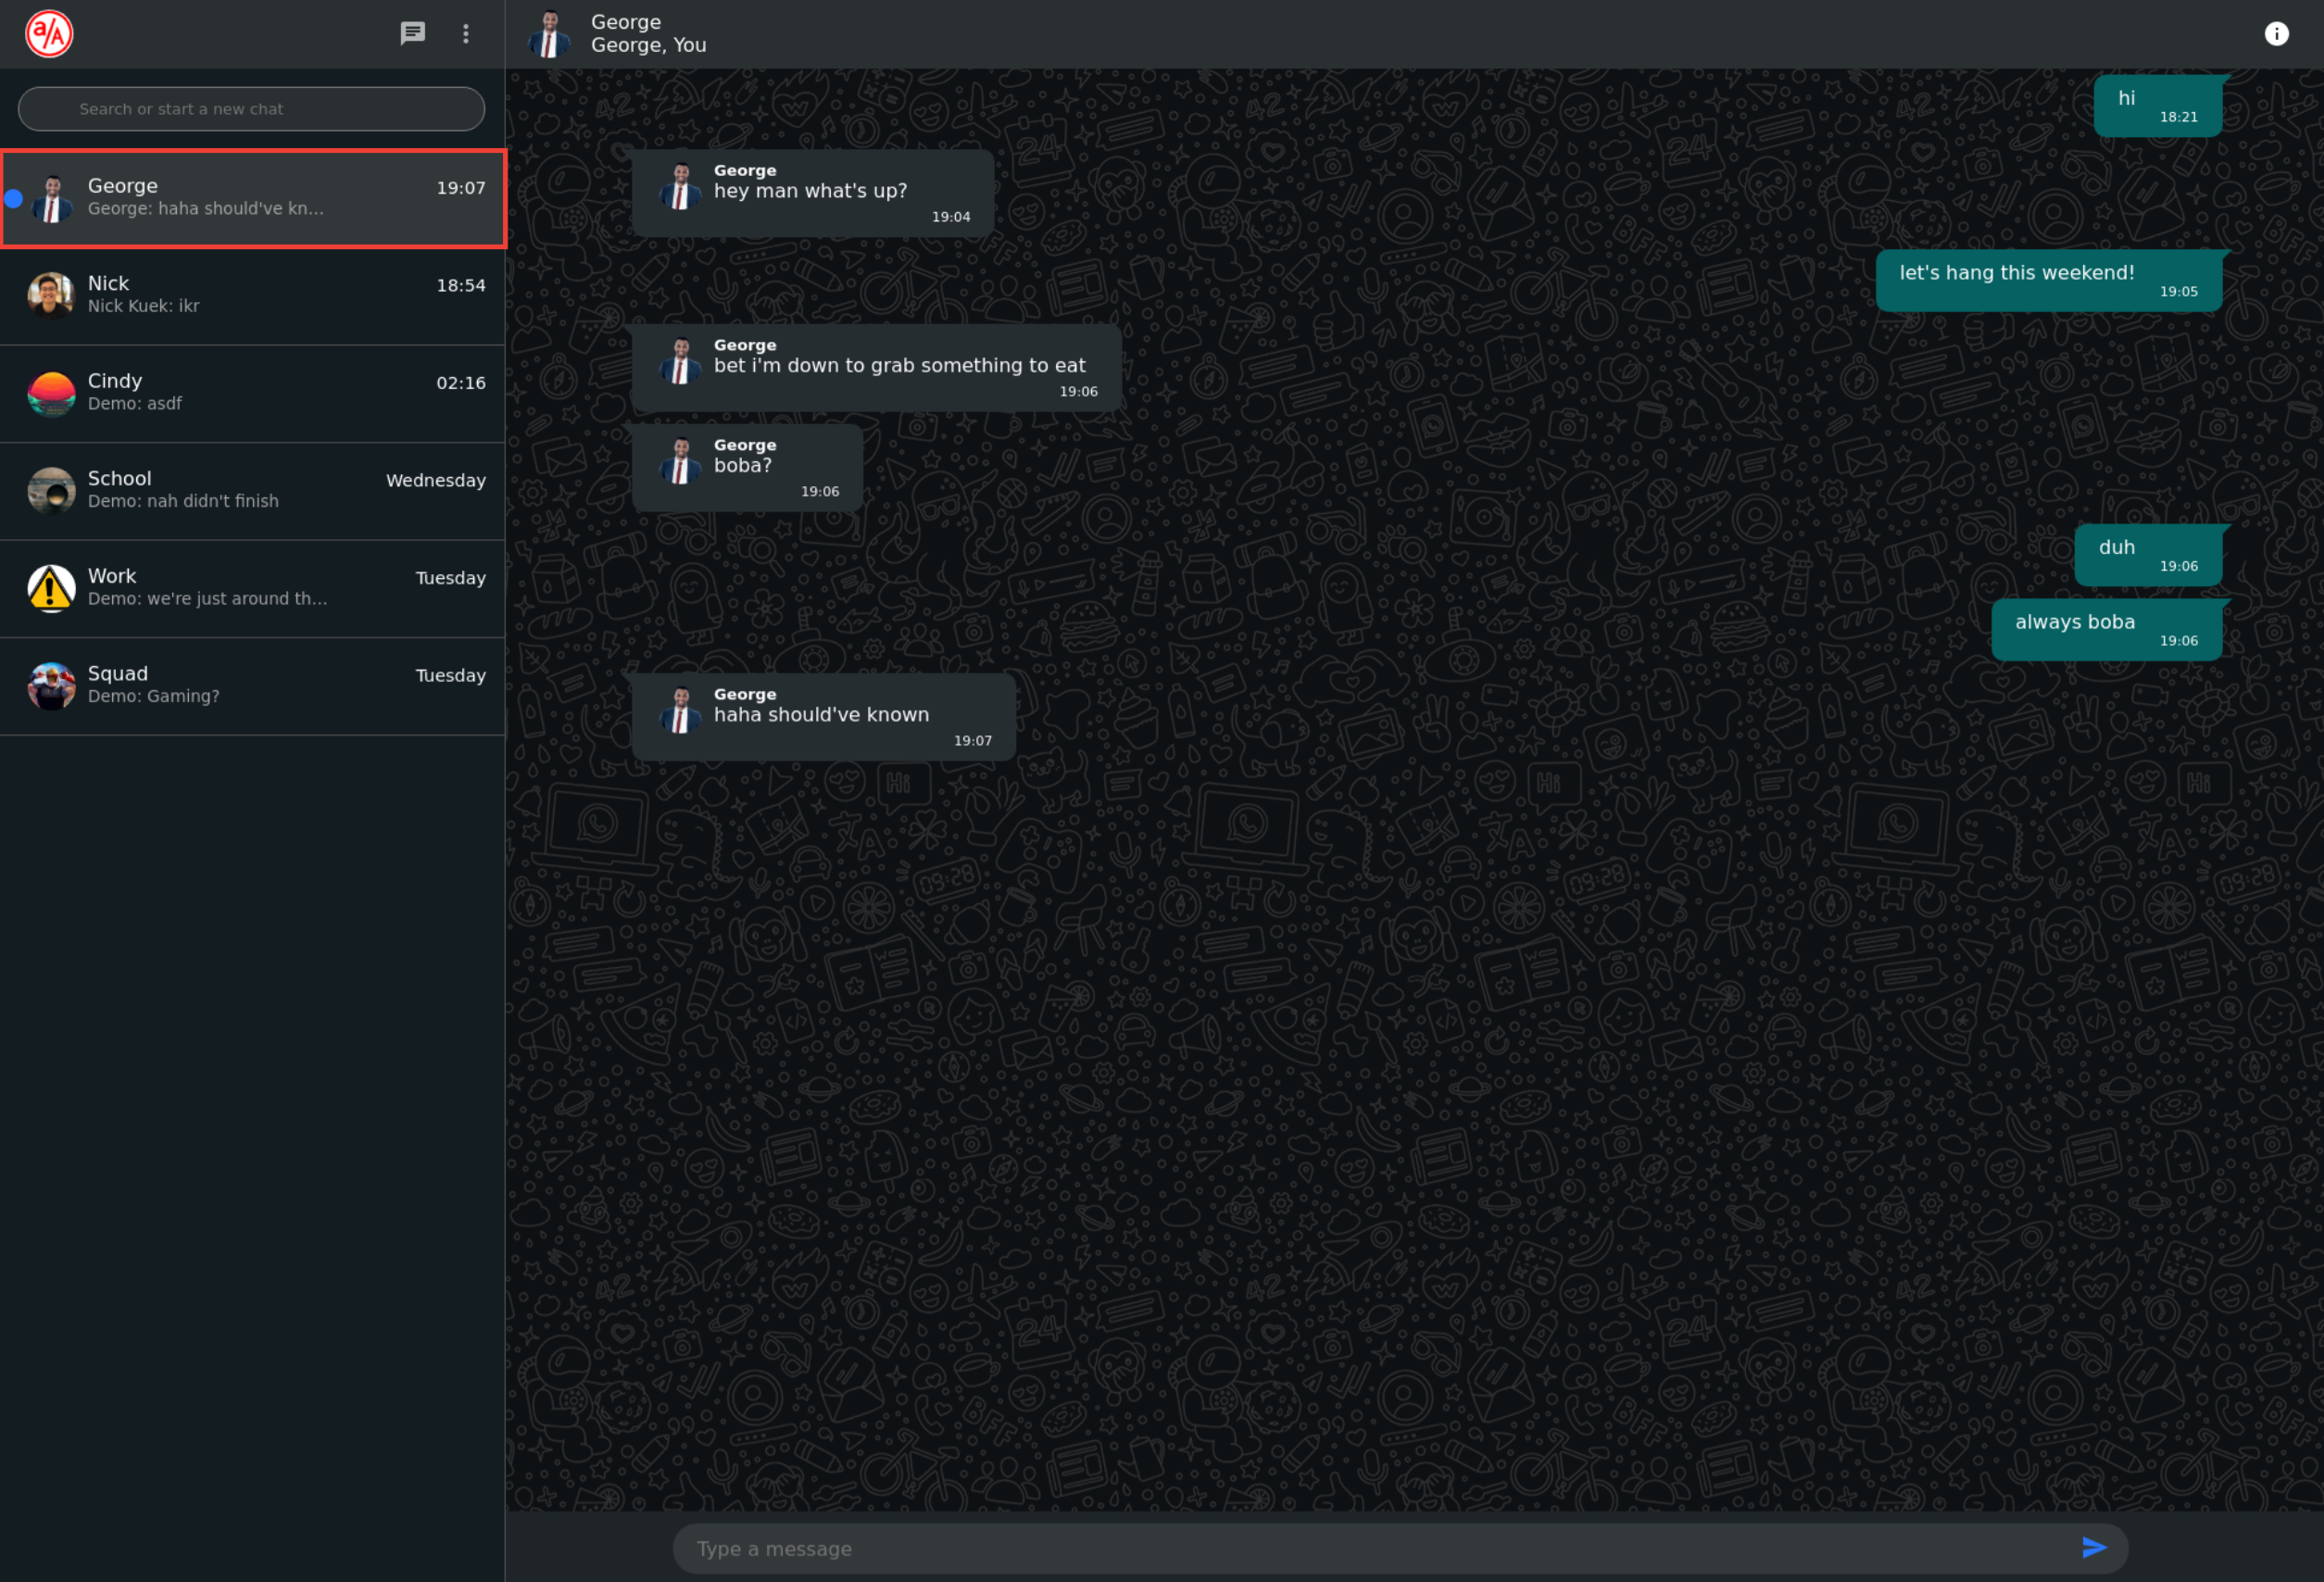 a/A
Search or start a new chat
George
19:07
George: haha should've kn...
Nick
18:54
Nick Kuek: ikr
Cindy
02:16
Demo: asdf
School
Wednesday
Demo: nah didn't finish
Work
Tuesday
Demo: we're just around th...
Squad
Tuesday
Demo: Gaming?
George
George, You
hi
18:21
George
hey man what's up?
19:04
let's hang this weekend!
19:05
George
bet i'm down to grab something to eat
19:06
George
boba?
19:06
duh
19:06
always boba
19:06
George
haha should've known
19:07
Type a message